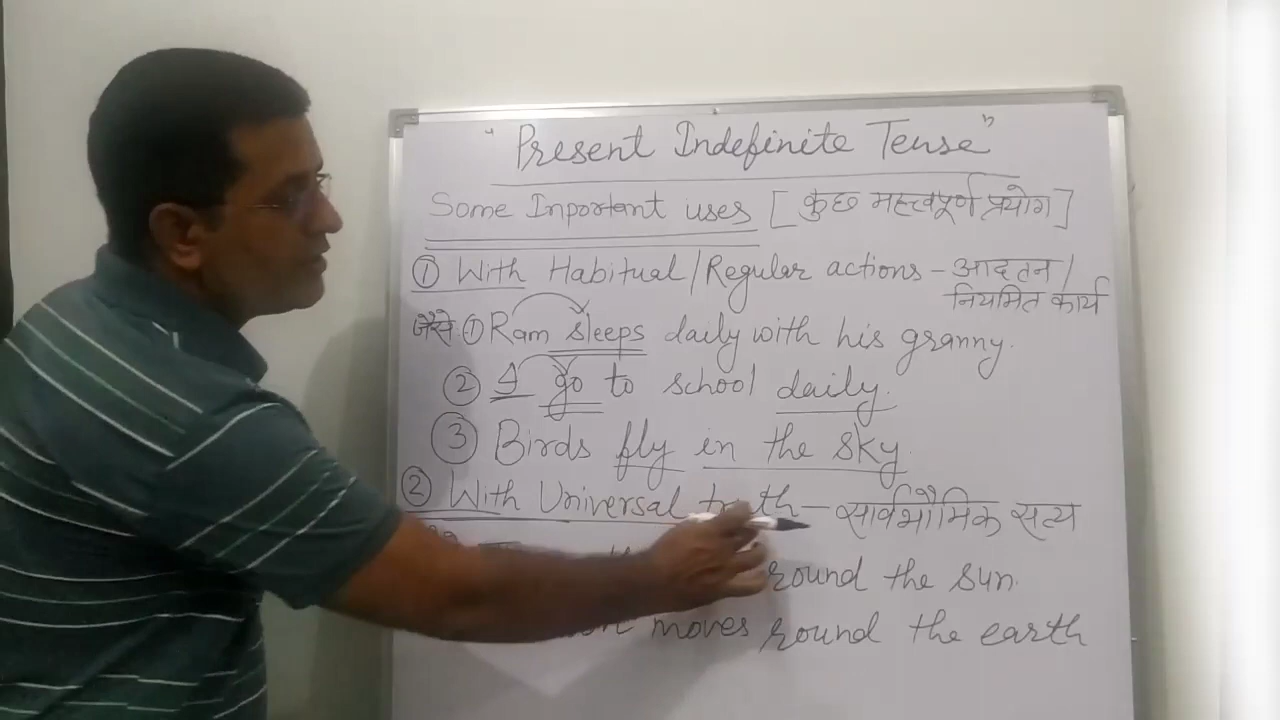 "Present Indefinite Tense"
Some Inportant uses [कुछ महत्त्वपूर्ण प्रयोग]
① With Habitual/Regular actions - आदतन/
नियमित कार्य
जैसे ① Ram sleeps daily with his granny.
② I go to school daily.
③ Birds fly in the sky.
② With Universal truth - सार्वभौमिक सत्य
round the sun.
moves round the earth